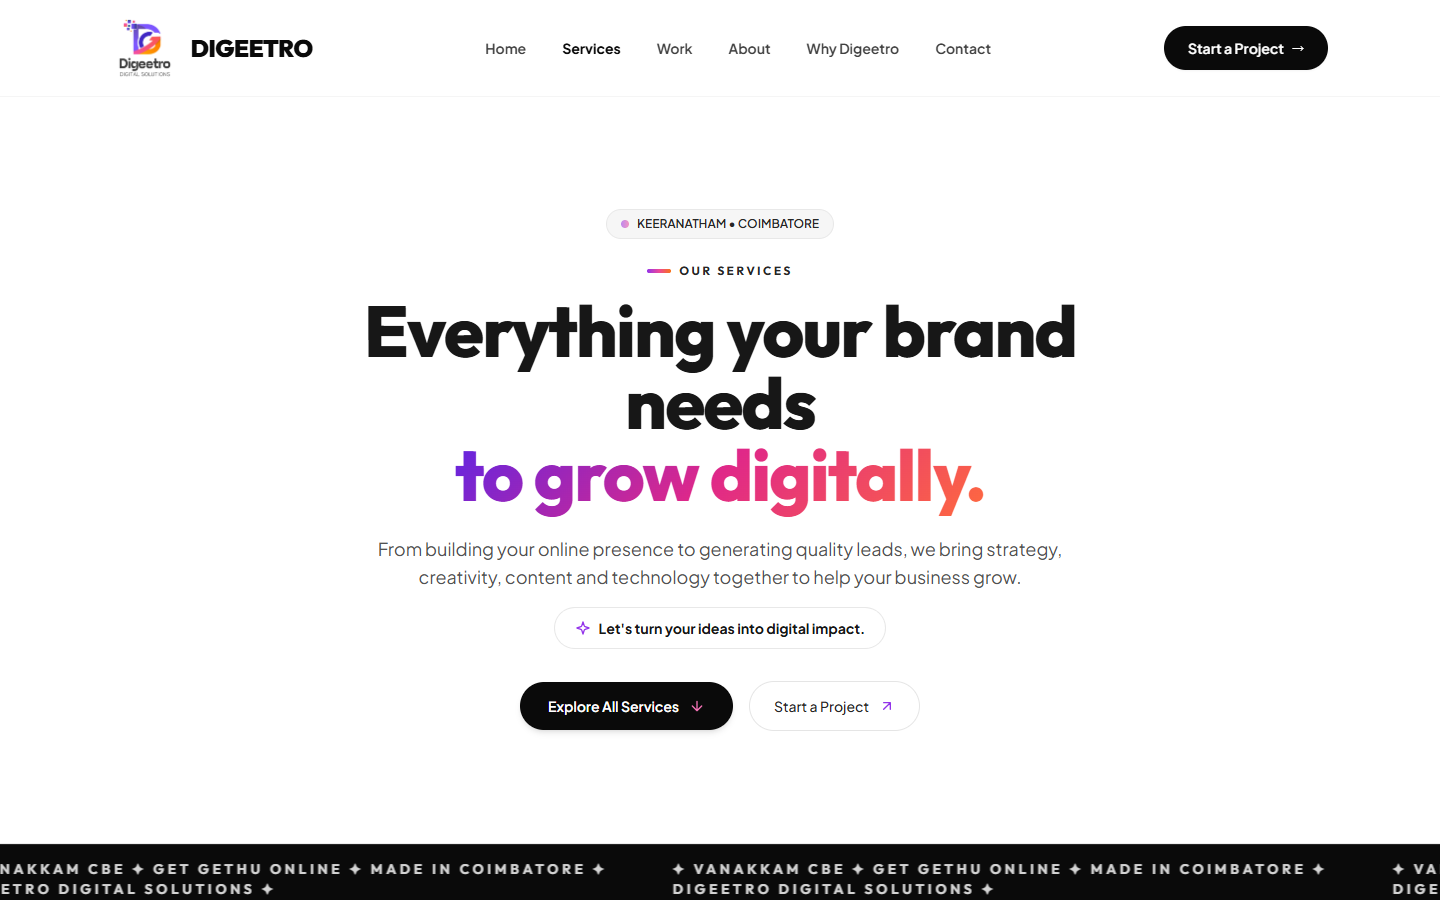 Digeetro
DIGITAL SOLUTIONS
DIGEETRO
Home
Services
Work
About
Why Digeetro
Contact
Start a Project →
KEERANATHAM • COIMBATORE
OUR SERVICES
Everything your brand
needs
to grow digitally.
From building your online presence to generating quality leads, we bring strategy,
creativity, content and technology together to help your business grow.
Let's turn your ideas into digital impact.
Explore All Services ↓
Start a Project ↗
NAKKAM CBE ✦ GET GETHU ONLINE ✦ MADE IN COIMBATORE ✦
ETRO DIGITAL SOLUTIONS ✦
✦ VANAKKAM CBE ✦ GET GETHU ONLINE ✦ MADE IN COIMBATORE ✦
DIGEETRO DIGITAL SOLUTIONS ✦
✦ VA
DIGE